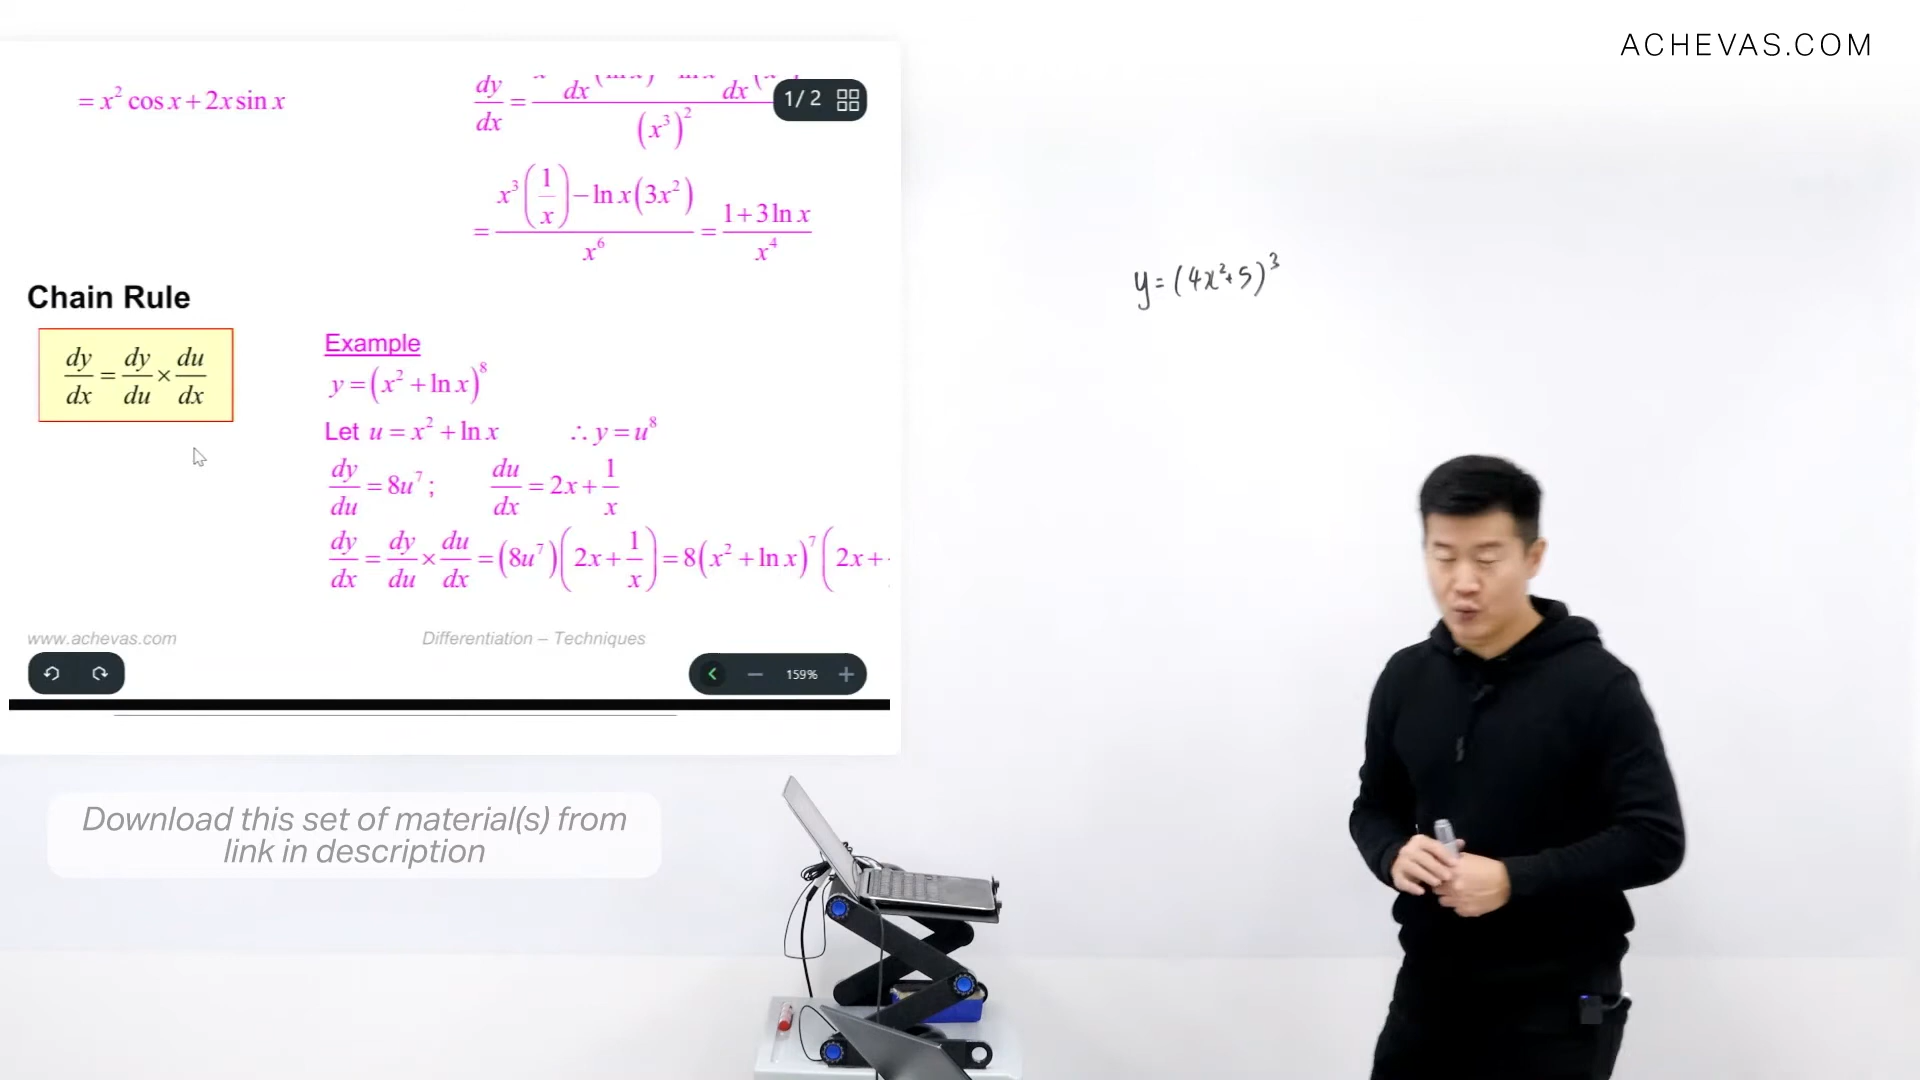 ACHEVAS.COM
= x² cos x + 2x sin x
dy/dx =
dx
dx
(x³)²
1/ 2
= (x³(1/x) − ln x(3x²))/x⁶ = (1+3ln x)/x⁴
Chain Rule
dy/dx = dy/du × du/dx
Example
y = (x² + ln x)⁸
Let u = x² + ln x ∴ y = u⁸
dy/du = 8u⁷ ; du/dx = 2x + 1/x
dy/dx = dy/du × du/dx = (8u⁷)(2x + 1/x) = 8(x² + ln x)⁷(2x +
www.achevas.com Differentiation – Techniques
159%
y = (4x²+5)³
Download this set of material(s) from
link in description